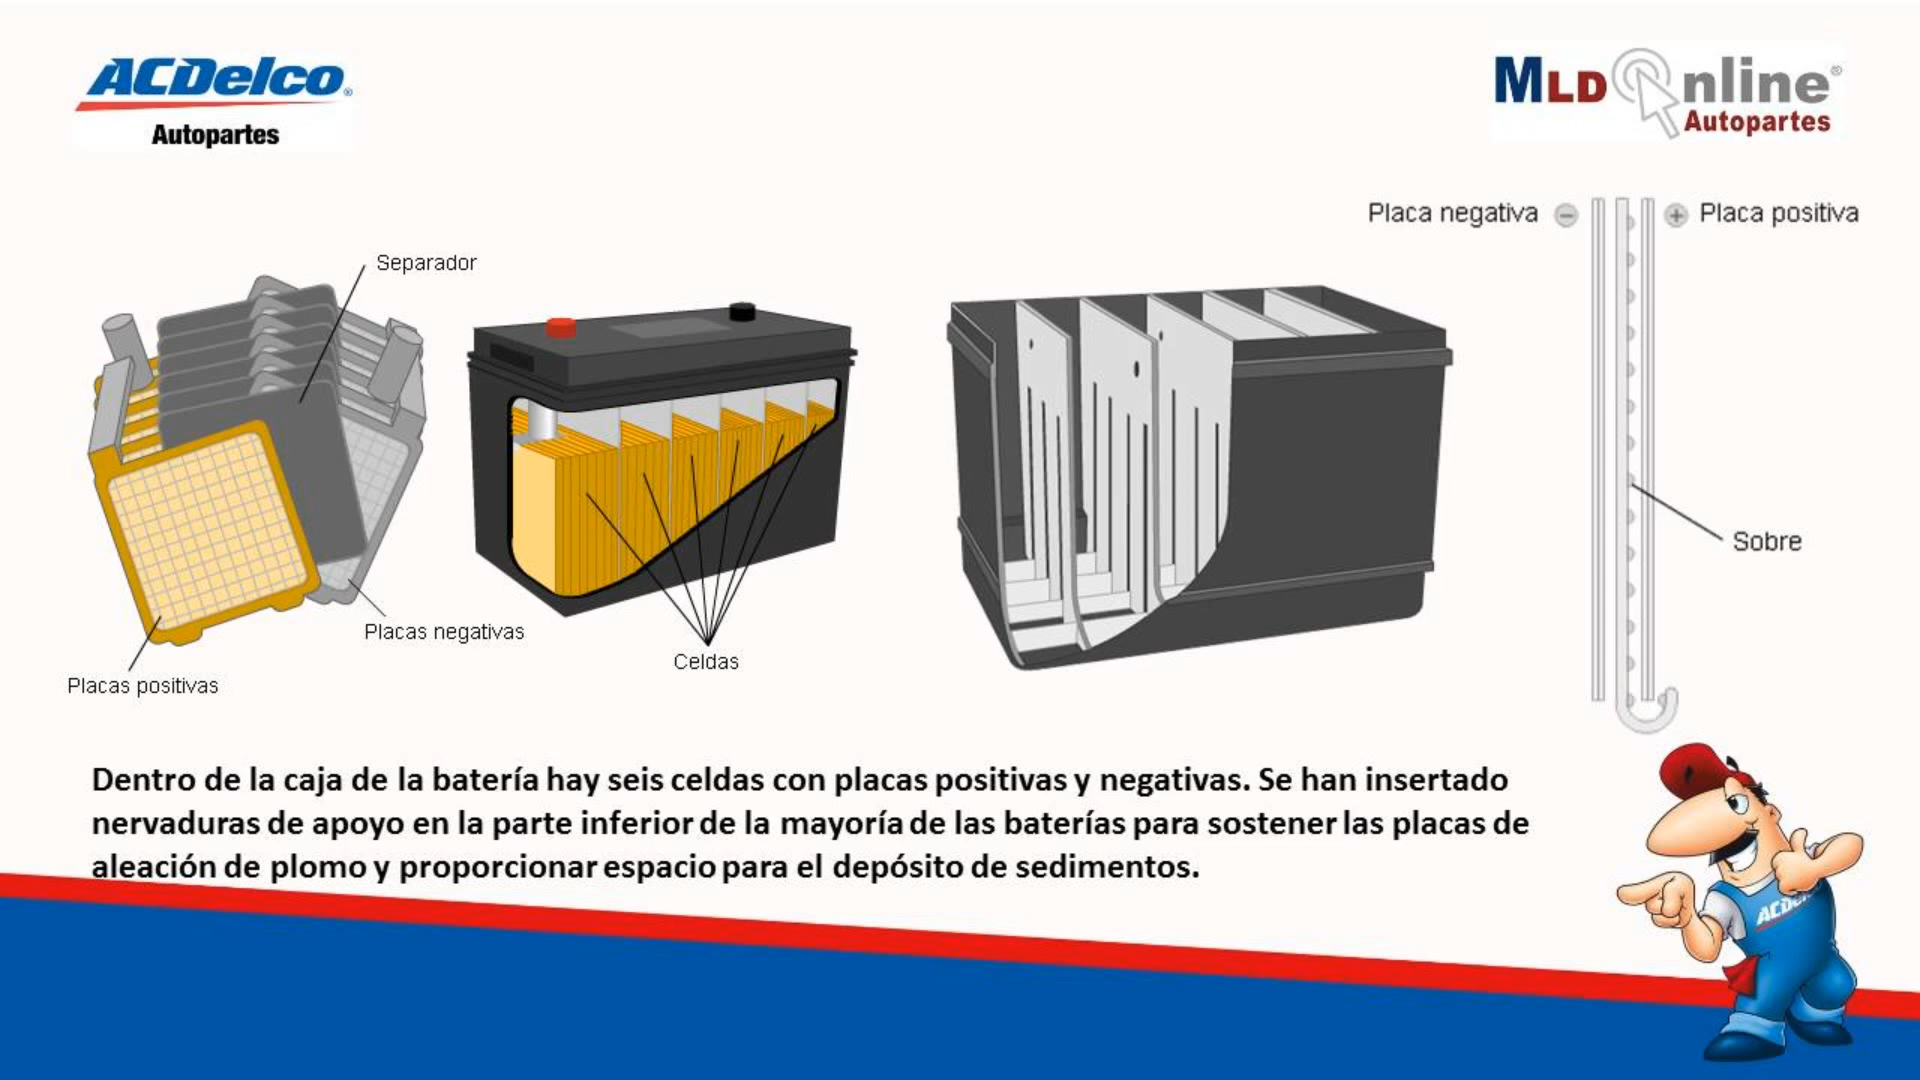 ACDelco®
Autopartes
MLD Online®
Autopartes
Placa negativa − + Placa positiva
Separador
Sobre
Placas negativas
Celdas
Placas positivas
Dentro de la caja de la batería hay seis celdas con placas positivas y negativas. Se han insertado
nervaduras de apoyo en la parte inferior de la mayoría de las baterías para sostener las placas de
aleación de plomo y proporcionar espacio para el depósito de sedimentos.